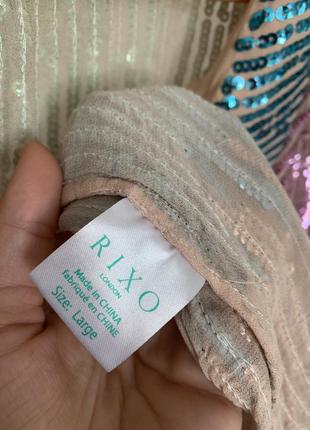 RIXO
LONDON
Made in CHINA
fabriqué en CHINE
Size: Large